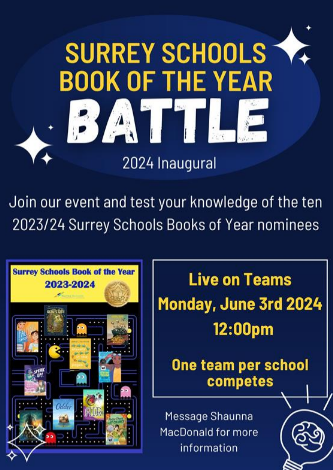 SURREY SCHOOLS
BOOK OF THE YEAR
BATTLE
2024 Inaugural
Join our event and test your knowledge of the ten
2023/24 Surrey Schools Books of Year nominees
Surrey Schools Book of the Year
2023-2024
Live on Teams
Monday, June 3rd 2024
12:00pm
One team per school
competes
Message Shaunna
MacDonald for more
information